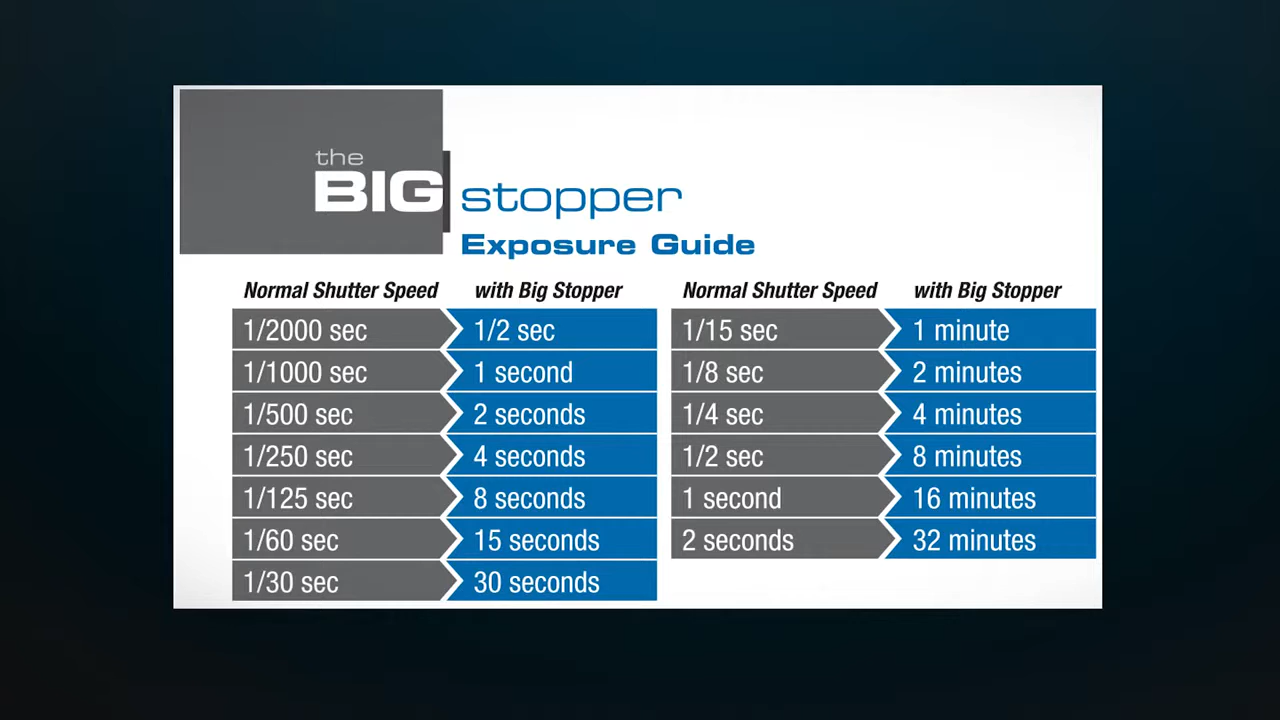 the
BIG stopper
Exposure Guide
Normal Shutter Speed with Big Stopper
1/2000 sec 1/2 sec
1/1000 sec 1 second
1/500 sec 2 seconds
1/250 sec 4 seconds
1/125 sec 8 seconds
1/60 sec 15 seconds
1/30 sec 30 seconds
Normal Shutter Speed with Big Stopper
1/15 sec 1 minute
1/8 sec 2 minutes
1/4 sec 4 minutes
1/2 sec 8 minutes
1 second 16 minutes
2 seconds 32 minutes